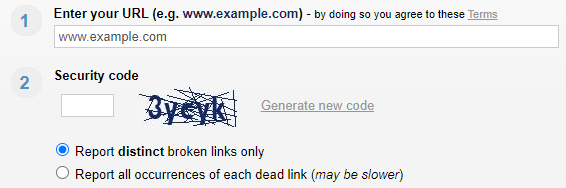 1 Enter your URL (e.g. www.example.com) - by doing so you agree to these Terms
www.example.com
2 Security code
3ycyk Generate new code
Report distinct broken links only
Report all occurrences of each dead link (may be slower)